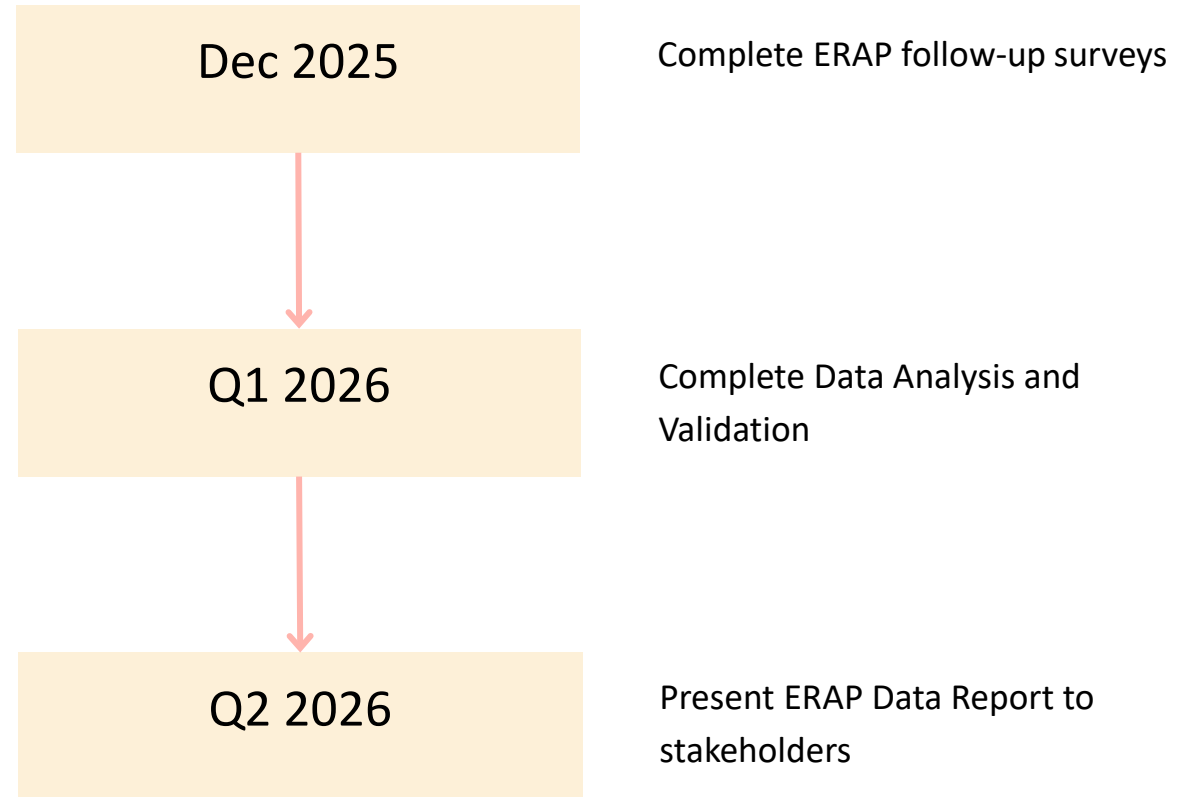 Dec 2025
Complete ERAP follow-up surveys
Q1 2026
Complete Data Analysis and
Validation
Q2 2026
Present ERAP Data Report to
stakeholders